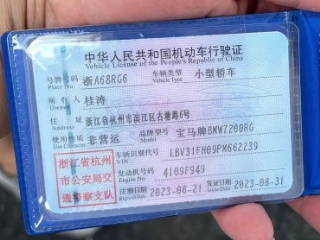 中华人民共和国机动车行驶证
Vehicle License of the People's Republic of China
号牌号码 浙A68RG6 车辆类型 小型轿车
Plate No. Vehicle Type
所有人 桂涛
Owner
住址 浙江省杭州市滨江区古塘路6号
Address
使用性质 非营运 品牌型号 宝马牌BMW7200RG
Use Character Model
浙江省杭州 车辆识别代号 LBV31FH09PM662239
VIN
市公安局交 发动机号码 4109F949
Engine No.
通警察支队 注册日期 2023-08-21 发证日期 2023-08-31
Register Date Issue Date